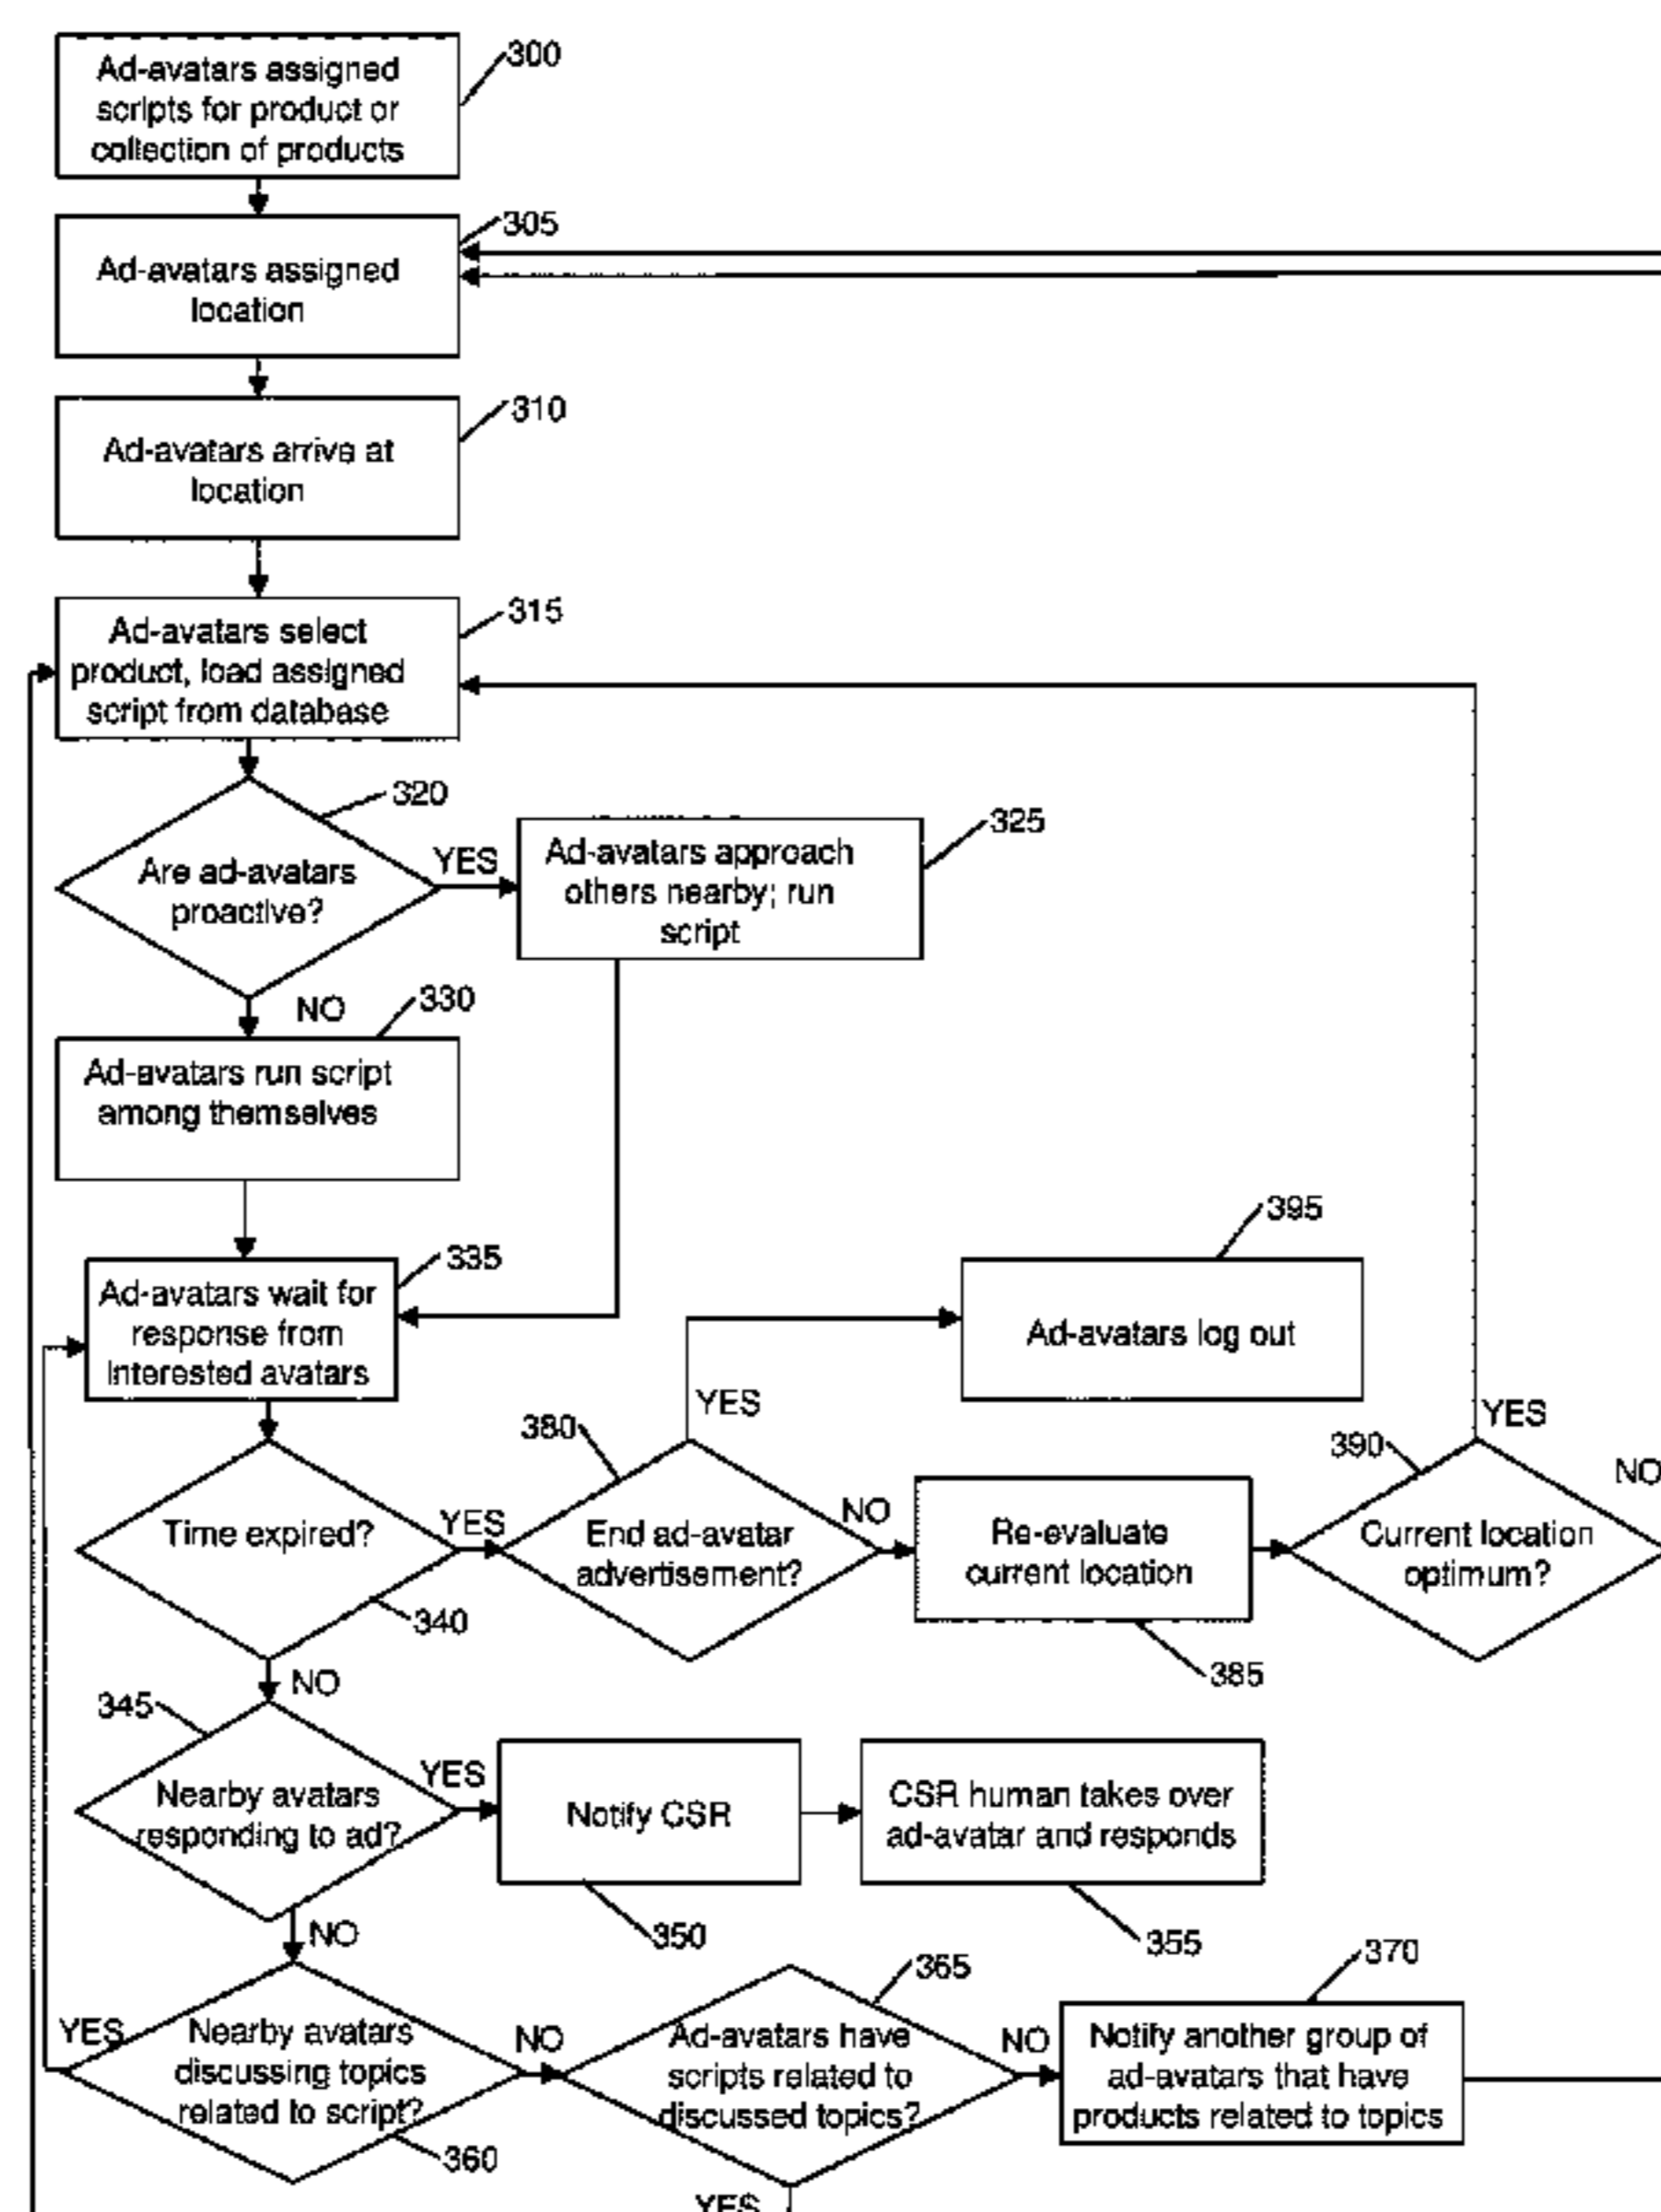 300
Ad-avatars assigned
scripts for product or
collection of products
305
Ad-avatars assigned
location
310
Ad-avatars arrive at
location
315
Ad-avatars select
product, load assigned
script from database
320
Are ad-avatars
proactive?
YES
325
Ad-avatars approach
others nearby; run
script
NO
330
Ad-avatars run script
among themselves
335
Ad-avatars wait for
response from
interested avatars
395
Ad-avatars log out
YES
380
YES
390
NO
Time expired?
YES
End ad-avatar
advertisement?
NO
Re-evaluate
current location
Current location
optimum?
340
385
NO
345
Nearby avatars
responding to ad?
YES
Notify CSR
CSR human takes over
ad-avatar and responds
350
355
NO
365
370
YES
Nearby avatars
discussing topics
related to script?
NO
Ad-avatars have
scripts related to
discussed topics?
NO
Notify another group of
ad-avatars that have
products related to topics
360
YES